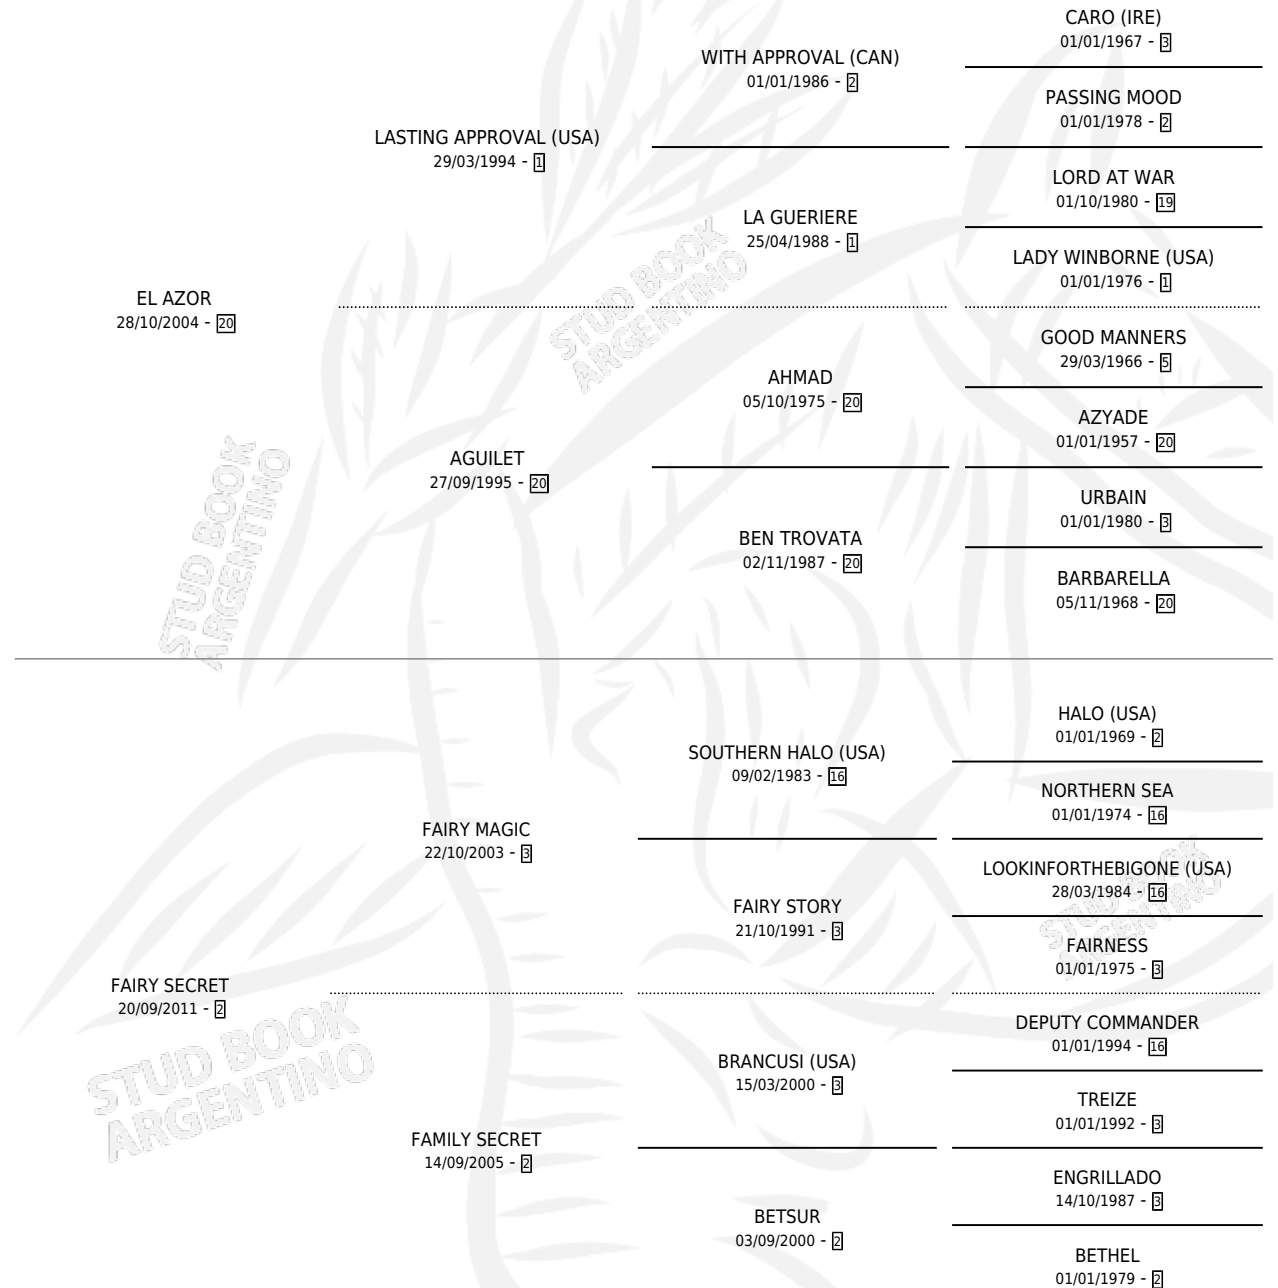 CARO (IRE)
01/01/1967 - 3
WITH APPROVAL (CAN)
01/01/1986 - 2
PASSING MOOD
01/01/1978 - 2
LASTING APPROVAL (USA)
29/03/1994 - 1
LORD AT WAR
01/10/1980 - 19
LA GUERIERE
25/04/1988 - 1
LADY WINBORNE (USA)
01/01/1976 - 1
EL AZOR
28/10/2004 - 20
GOOD MANNERS
29/03/1966 - 5
AHMAD
05/10/1975 - 20
AZYADE
01/01/1957 - 20
AGUILET
27/09/1995 - 20
URBAIN
01/01/1980 - 3
BEN TROVATA
02/11/1987 - 20
BARBARELLA
05/11/1968 - 20
HALO (USA)
01/01/1969 - 2
SOUTHERN HALO (USA)
09/02/1983 - 16
NORTHERN SEA
01/01/1974 - 16
FAIRY MAGIC
22/10/2003 - 3
LOOKINFORTHEBIGONE (USA)
28/03/1984 - 16
FAIRY STORY
21/10/1991 - 3
FAIRNESS
01/01/1975 - 3
FAIRY SECRET
20/09/2011 - 2
DEPUTY COMMANDER
01/01/1994 - 16
BRANCUSI (USA)
15/03/2000 - 3
TREIZE
01/01/1992 - 3
FAMILY SECRET
14/09/2005 - 2
ENGRILLADO
14/10/1987 - 3
BETSUR
03/09/2000 - 2
BETHEL
01/01/1979 - 2
STUD BOOK
ARGENTINO
STUD BOOK
ARGENTINO
STUD BOOK
ARGENTINO
STUD BOOK
ARGENTINO